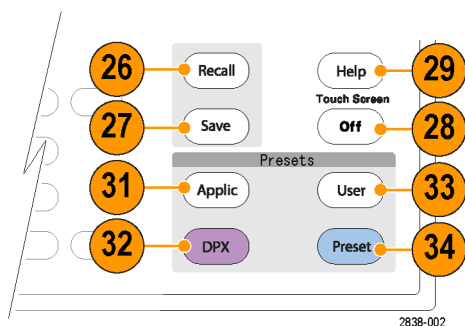 26 Recall Help 29
Touch Screen
27 Save Off 28
Presets
31 Applic User 33
32 DPX Preset 34
2838-002